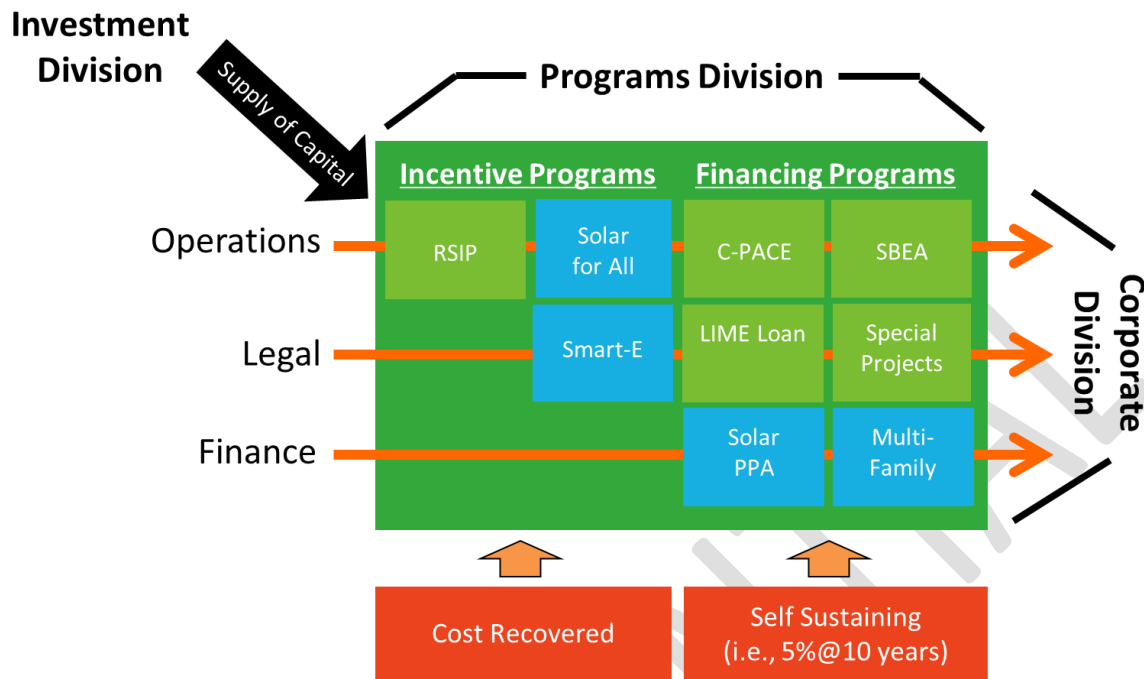 Investment
Division
Supply of Capital
Programs Division
Incentive Programs
Financing Programs
Operations
RSIP
Solar
for All
C-PACE
SBEA
Legal
Smart-E
LIME Loan
Special
Projects
Finance
Solar
PPA
Multi-
Family
Corporate
Division
Cost Recovered
Self Sustaining
(i.e., 5%@10 years)